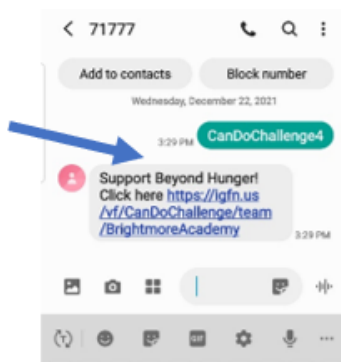 71777
Add to contacts Block number
Wednesday, December 22, 2021
3:29 PM CanDoChallenge4
Support Beyond Hunger!
Click here https://igfn.us
/vf/CanDoChallenge/team
/BrightmoreAcademy
3:29 PM
GIF
(T)